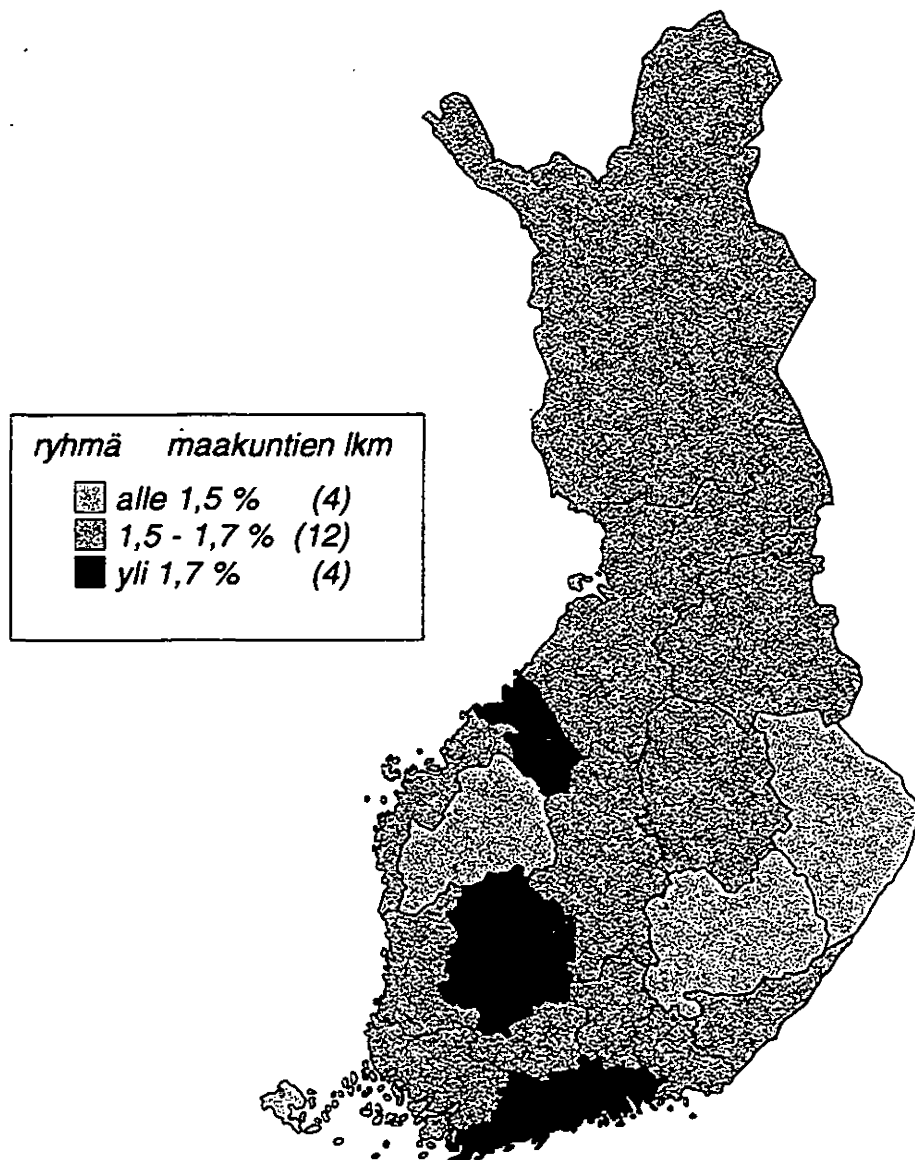 ryhmä maakuntien lkm
alle 1,5 % (4)
1,5 - 1,7 % (12)
yli 1,7 % (4)